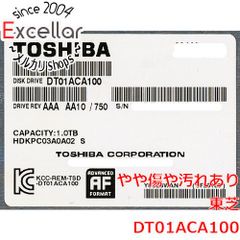 since 2004
Excellar
メルカリShops
TOSHIBA
DISK DRIVE DT01ACA100
DRIVE REV AAA AA10 / 750 S/N
CAPACITY:1.0TB
HDKPC03A0A02 S
TOSHIBA CORPORATION
KCC-REM-TSD
-DT01ACA100
ADVANCED
AF
FORMAT
やや傷や汚れあり
東芝
DT01ACA100